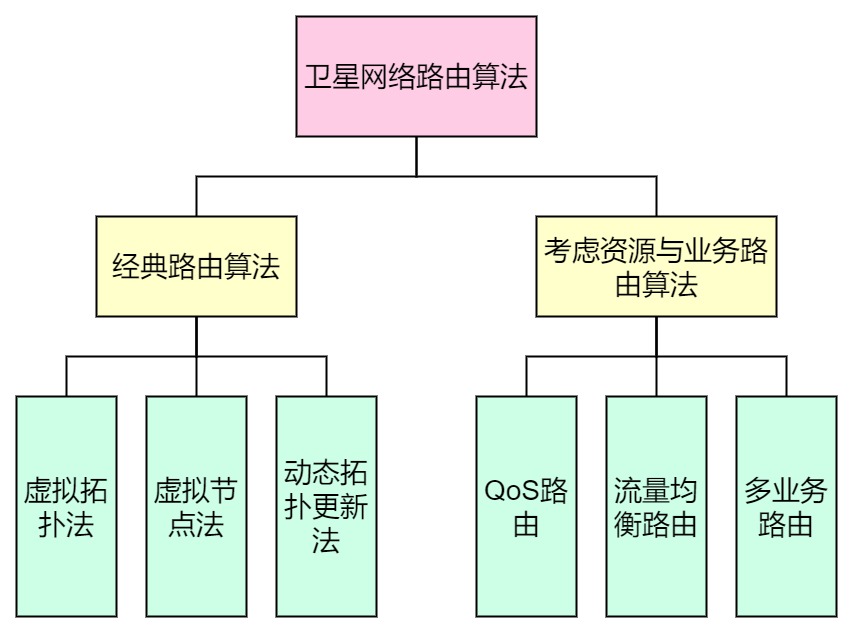 卫星网络路由算法
经典路由算法
考虑资源与业务路
由算法
虚拟拓
扑法
虚拟节
点法
动态拓
扑更新
法
QoS路
由
流量均
衡路由
多业务
路由